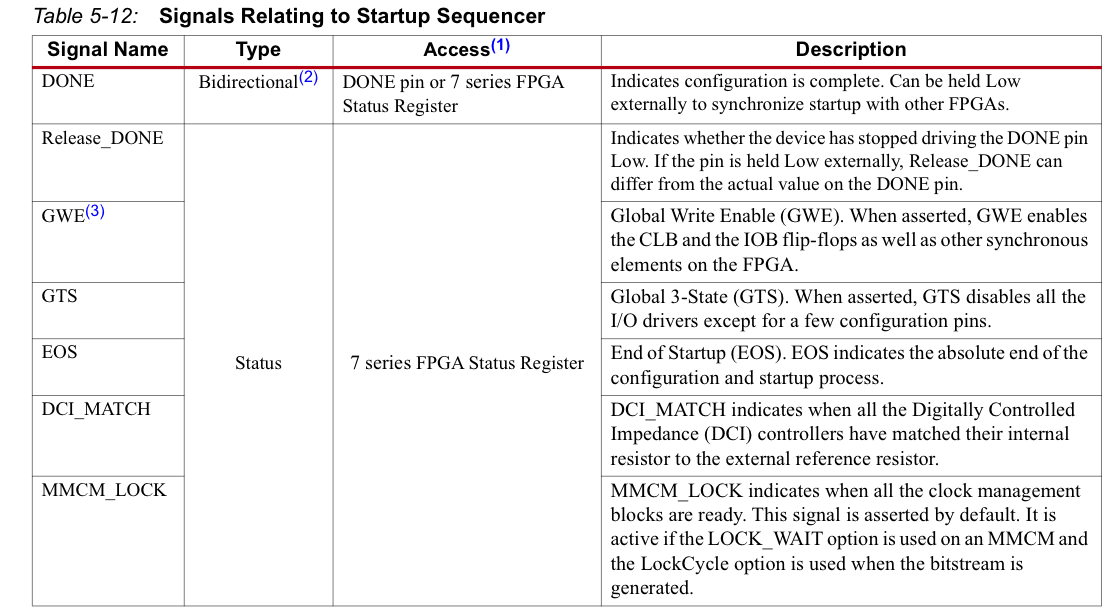 Table 5-12: Signals Relating to Startup Sequencer
Signal Name Type Access(1) Description
DONE Bidirectional(2) DONE pin or 7 series FPGA
Status Register
Indicates configuration is complete. Can be held Low
externally to synchronize startup with other FPGAs.
Release_DONE
Status
7 series FPGA Status Register
Indicates whether the device has stopped driving the DONE pin
Low. If the pin is held Low externally, Release_DONE can
differ from the actual value on the DONE pin.
GWE(3)
Global Write Enable (GWE). When asserted, GWE enables
the CLB and the IOB flip-flops as well as other synchronous
elements on the FPGA.
GTS
Global 3-State (GTS). When asserted, GTS disables all the
I/O drivers except for a few configuration pins.
EOS
End of Startup (EOS). EOS indicates the absolute end of the
configuration and startup process.
DCI_MATCH
DCI_MATCH indicates when all the Digitally Controlled
Impedance (DCI) controllers have matched their internal
resistor to the external reference resistor.
MMCM_LOCK
MMCM_LOCK indicates when all the clock management
blocks are ready. This signal is asserted by default. It is
active if the LOCK_WAIT option is used on an MMCM and
the LockCycle option is used when the bitstream is
generated.